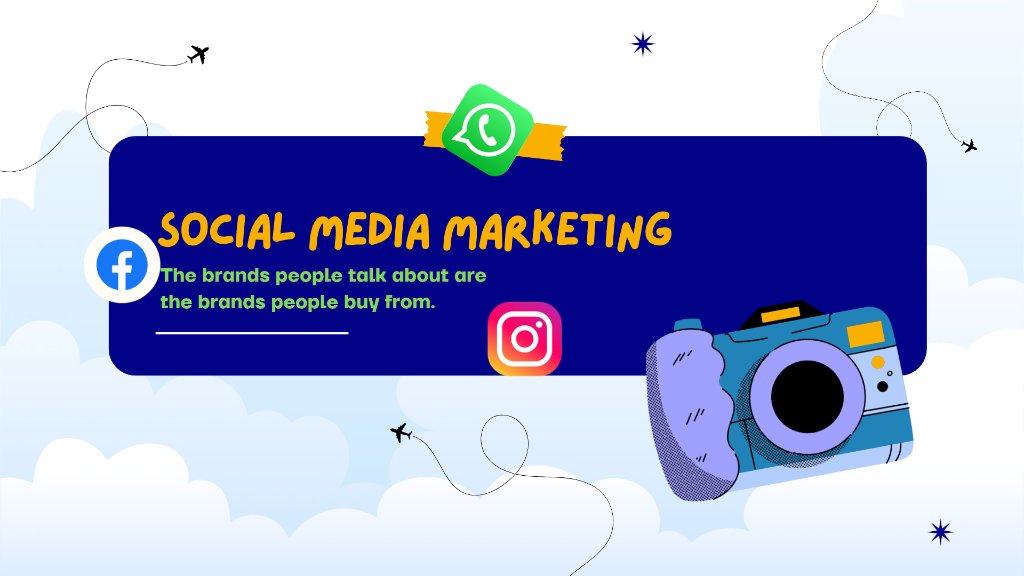 SOCIAL MEDIA MARKETING
The brands people talk about are
the brands people buy from.